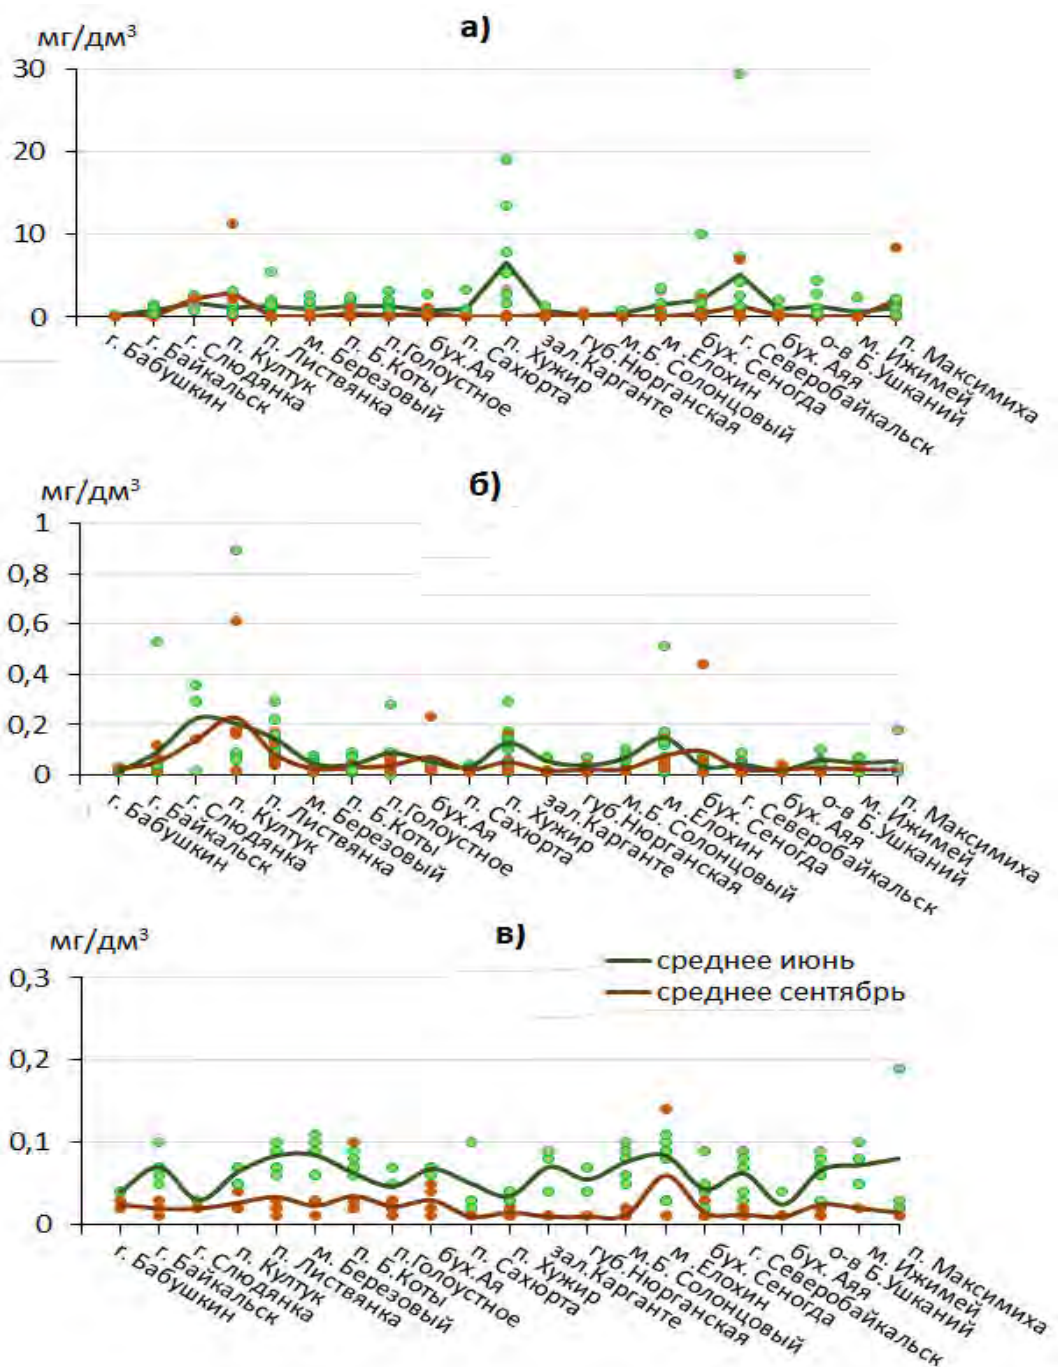 а)
мг/дм³
30
20
10
0
г. Бабушкин
г. Байкальск
г. Слюдянка
п. Култук
п. Листвянка
м. Березовый
п. Б.Коты
п.Голоустное
бух.Ая
п. Сахюрта
п. Хужир
зал.Карганте
губ.Нюрганская
м.Б. Солонцовый
м .Елохин
бух. Сеногда
г. Северобайкальск
бух. Аяя
о-в Б.Ушканий
м. Ижимей
п. Максимиха
б)
мг/дм³
1
0,8
0,6
0,4
0,2
0
г. Бабушкин
г. Байкальск
г. Слюдянка
п. Култук
п. Листвянка
м. Березовый
п. Б.Коты
п.Голоустное
бух.Ая
п. Сахюрта
п. Хужир
зал.Карганте
губ.Нюрганская
м.Б. Солонцовый
м .Елохин
бух. Сеногда
г. Северобайкальск
бух. Аяя
о-в Б.Ушканий
м. Ижимей
п. Максимиха
в)
мг/дм³
среднее июнь
среднее сентябрь
0,3
0,2
0,1
0
г. Бабушкин
г. Байкальск
г. Слюдянка
п. Култук
п. Листвянка
м. Березовый
п. Б.Коты
п.Голоустное
бух.Ая
п. Сахюрта
п. Хужир
зал.Карганте
губ.Нюрганская
м.Б. Солонцовый
м .Елохин
бух. Сеногда
г. Северобайкальск
бух. Аяя
о-в Б.Ушканий
м. Ижимей
п. Максимиха